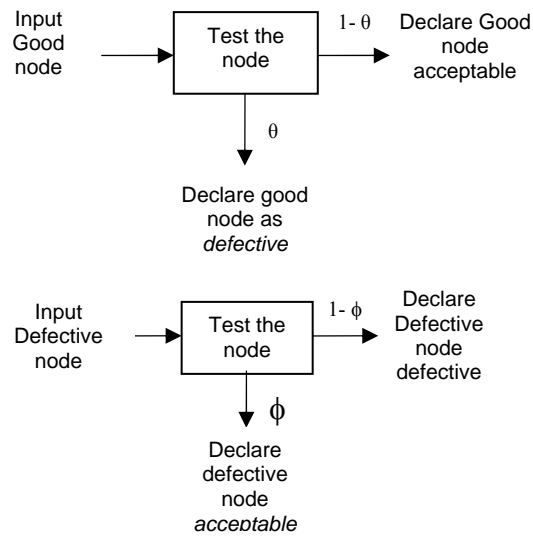 Input
Good
node
Test the
node
1- θ
Declare Good
node
acceptable
θ
Declare good
node as
defective
Input
Defective
node
Test the
node
1- ϕ
Declare
Defective
node
defective
ϕ
Declare
defective
node
acceptable